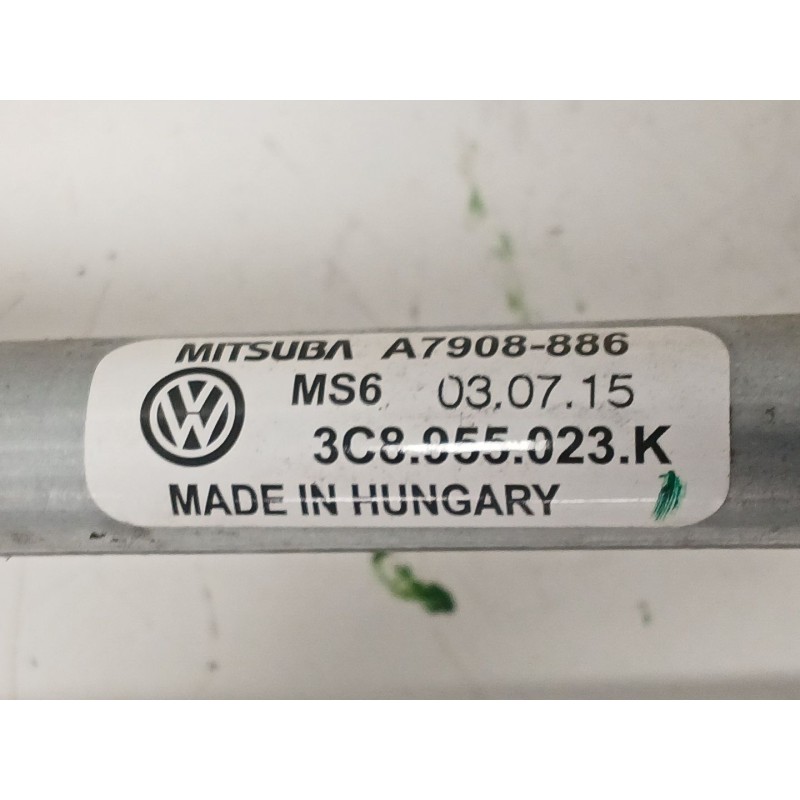 MITSUBA A7908-886
MS6 03.07.15
3C8.955.023.K
MADE IN HUNGARY